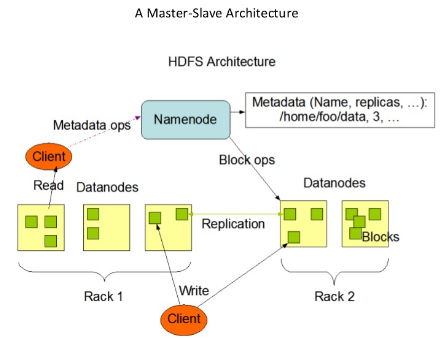 A Master-Slave Architecture
HDFS Architecture
Metadata (Name, replicas, …):
/home/foo/data, 3, …
Namenode
Metadata ops
Client
Block ops
Read
Datanodes
Datanodes
Replication
Blocks
Rack 1
Write
Rack 2
Client